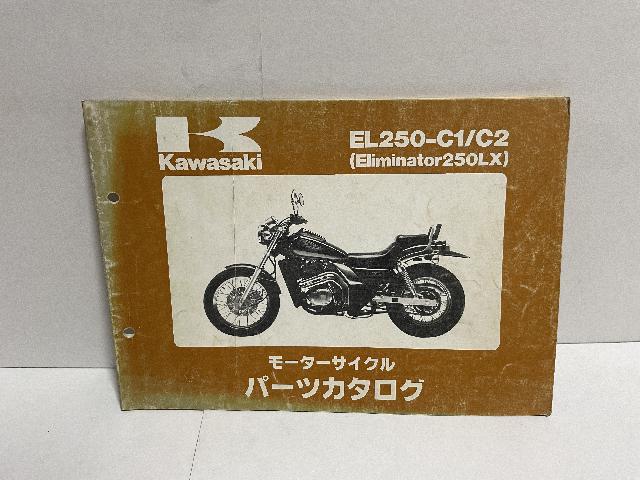 Kawasaki
EL250-C1/C2
(Eliminator250LX)
モーターサイクル
パーツカタログ